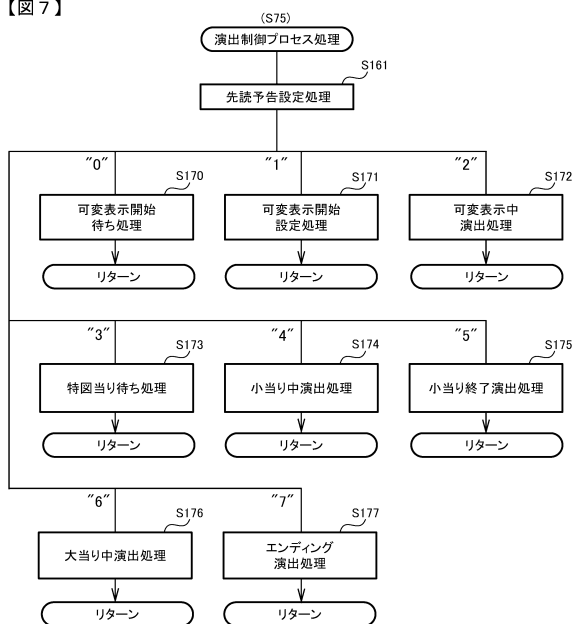 【図７】
(S75)
演出制御プロセス処理
S161
先読予告設定処理
"0"
"1"
"2"
S170
S171
S172
可変表示開始
待ち処理
可変表示開始
設定処理
可変表示中
演出処理
リターン
リターン
リターン
"3"
"4"
"5"
S173
S174
S175
特図当り待ち処理
小当り中演出処理
小当り終了演出処理
リターン
リターン
リターン
"6"
"7"
S176
S177
大当り中演出処理
エンディング
演出処理
リターン
リターン